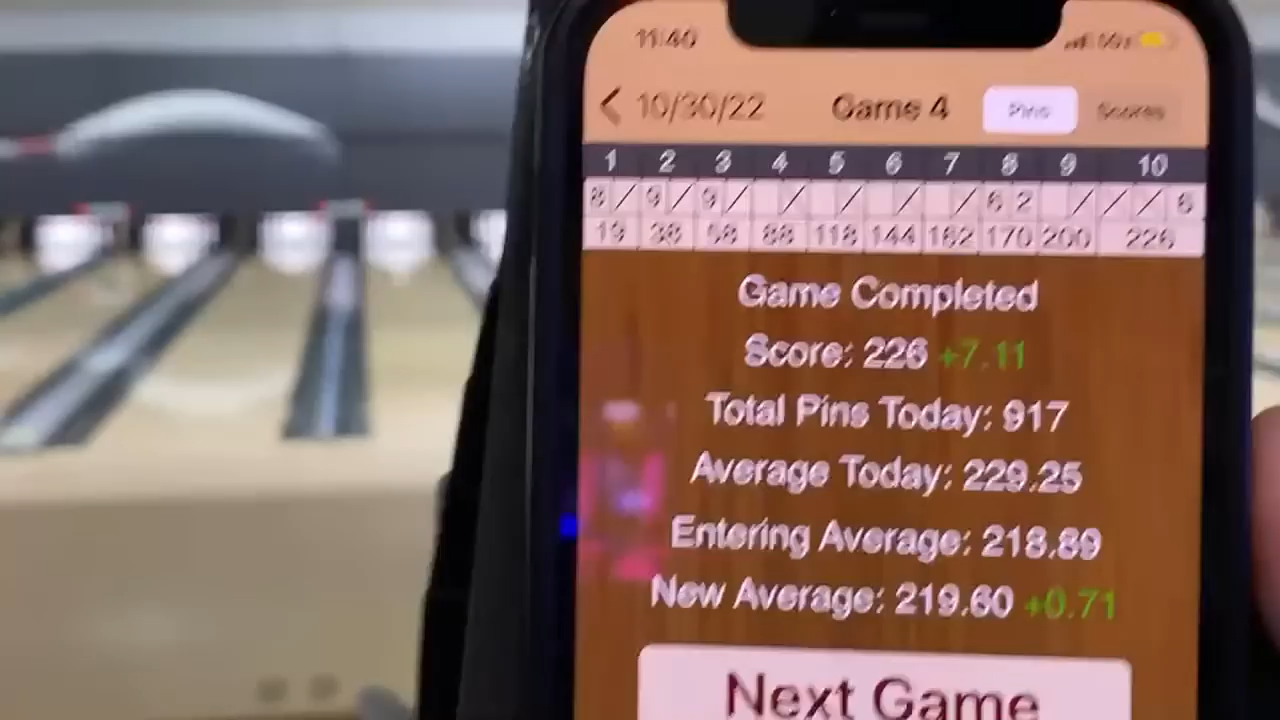 11:40
10/30/22 Game 4 Pins Scores
1 2 3 4 5 6 7 8 9 10
8 / 9 / 9 / / / / / 6 2 / / / 6
19 38 58 88 118 144 162 170 200 226
Game Completed
Score: 226 +7.11
Total Pins Today: 917
Average Today: 229.25
Entering Average: 218.89
New Average: 219.60 +0.71
Next Game